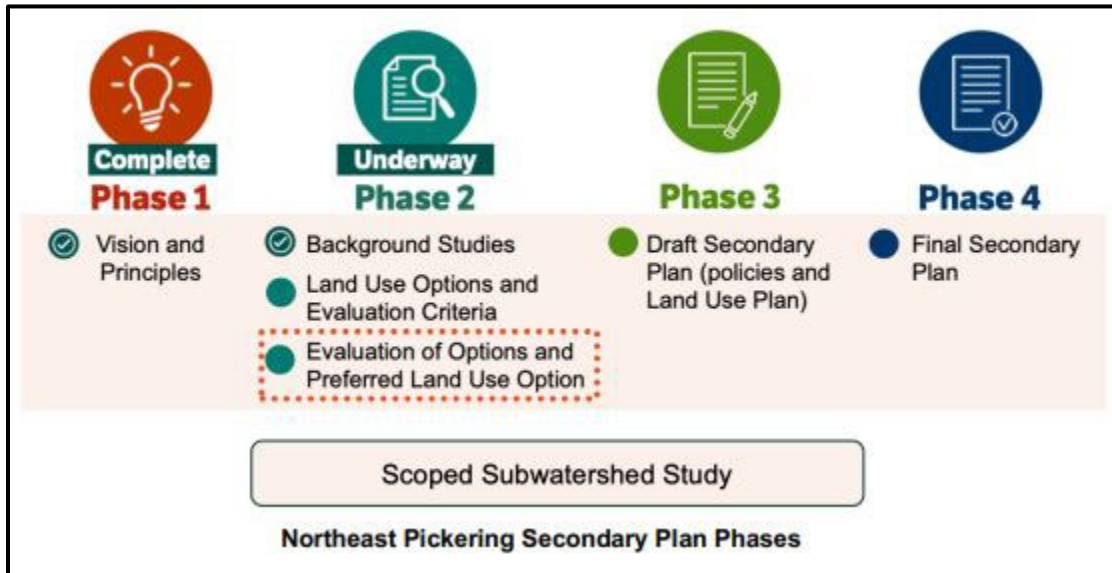 Complete
Phase 1
Vision and
Principles
Underway
Phase 2
Background Studies
Land Use Options and
Evaluation Criteria
Evaluation of Options and
Preferred Land Use Option
Phase 3
Draft Secondary
Plan (policies and
Land Use Plan)
Phase 4
Final Secondary
Plan
Scoped Subwatershed Study
Northeast Pickering Secondary Plan Phases